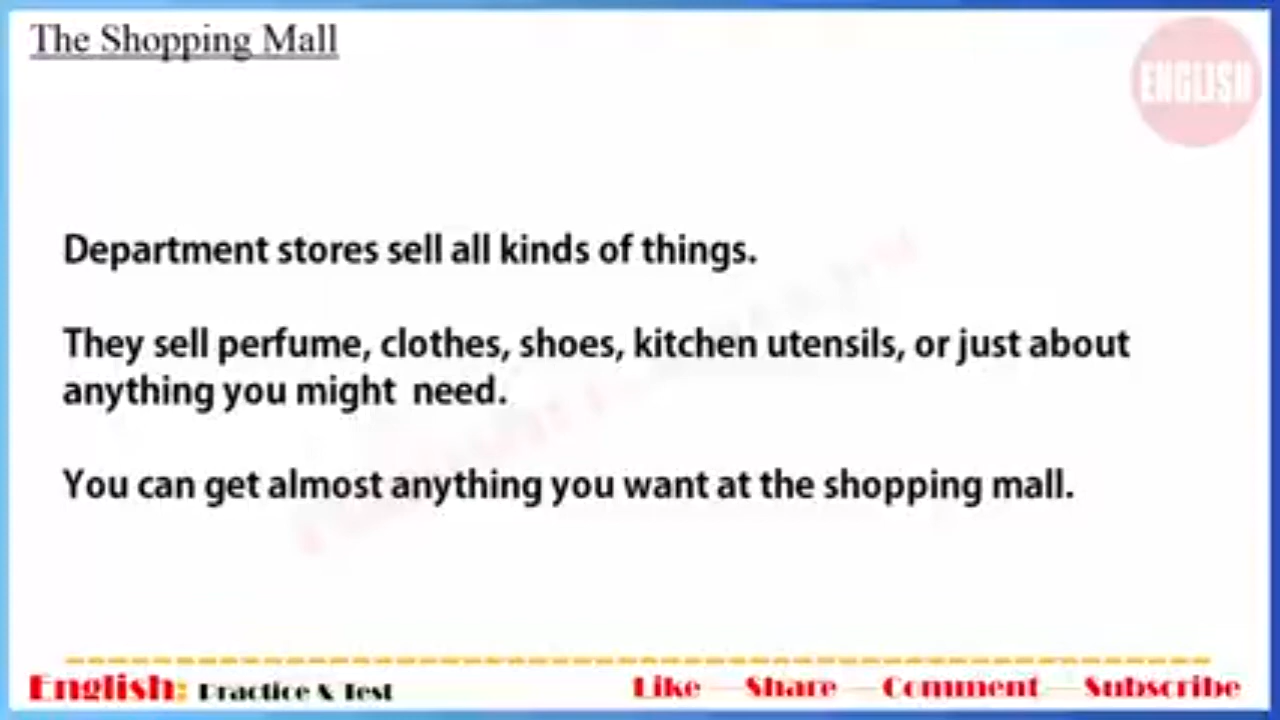 The Shopping Mall
ENGLISH
Department stores sell all kinds of things.
They sell perfume, clothes, shoes, kitchen utensils, or just about
anything you might  need.
You can get almost anything you want at the shopping mall.
English: Practice & Test
Like — Share — Comment — Subscribe